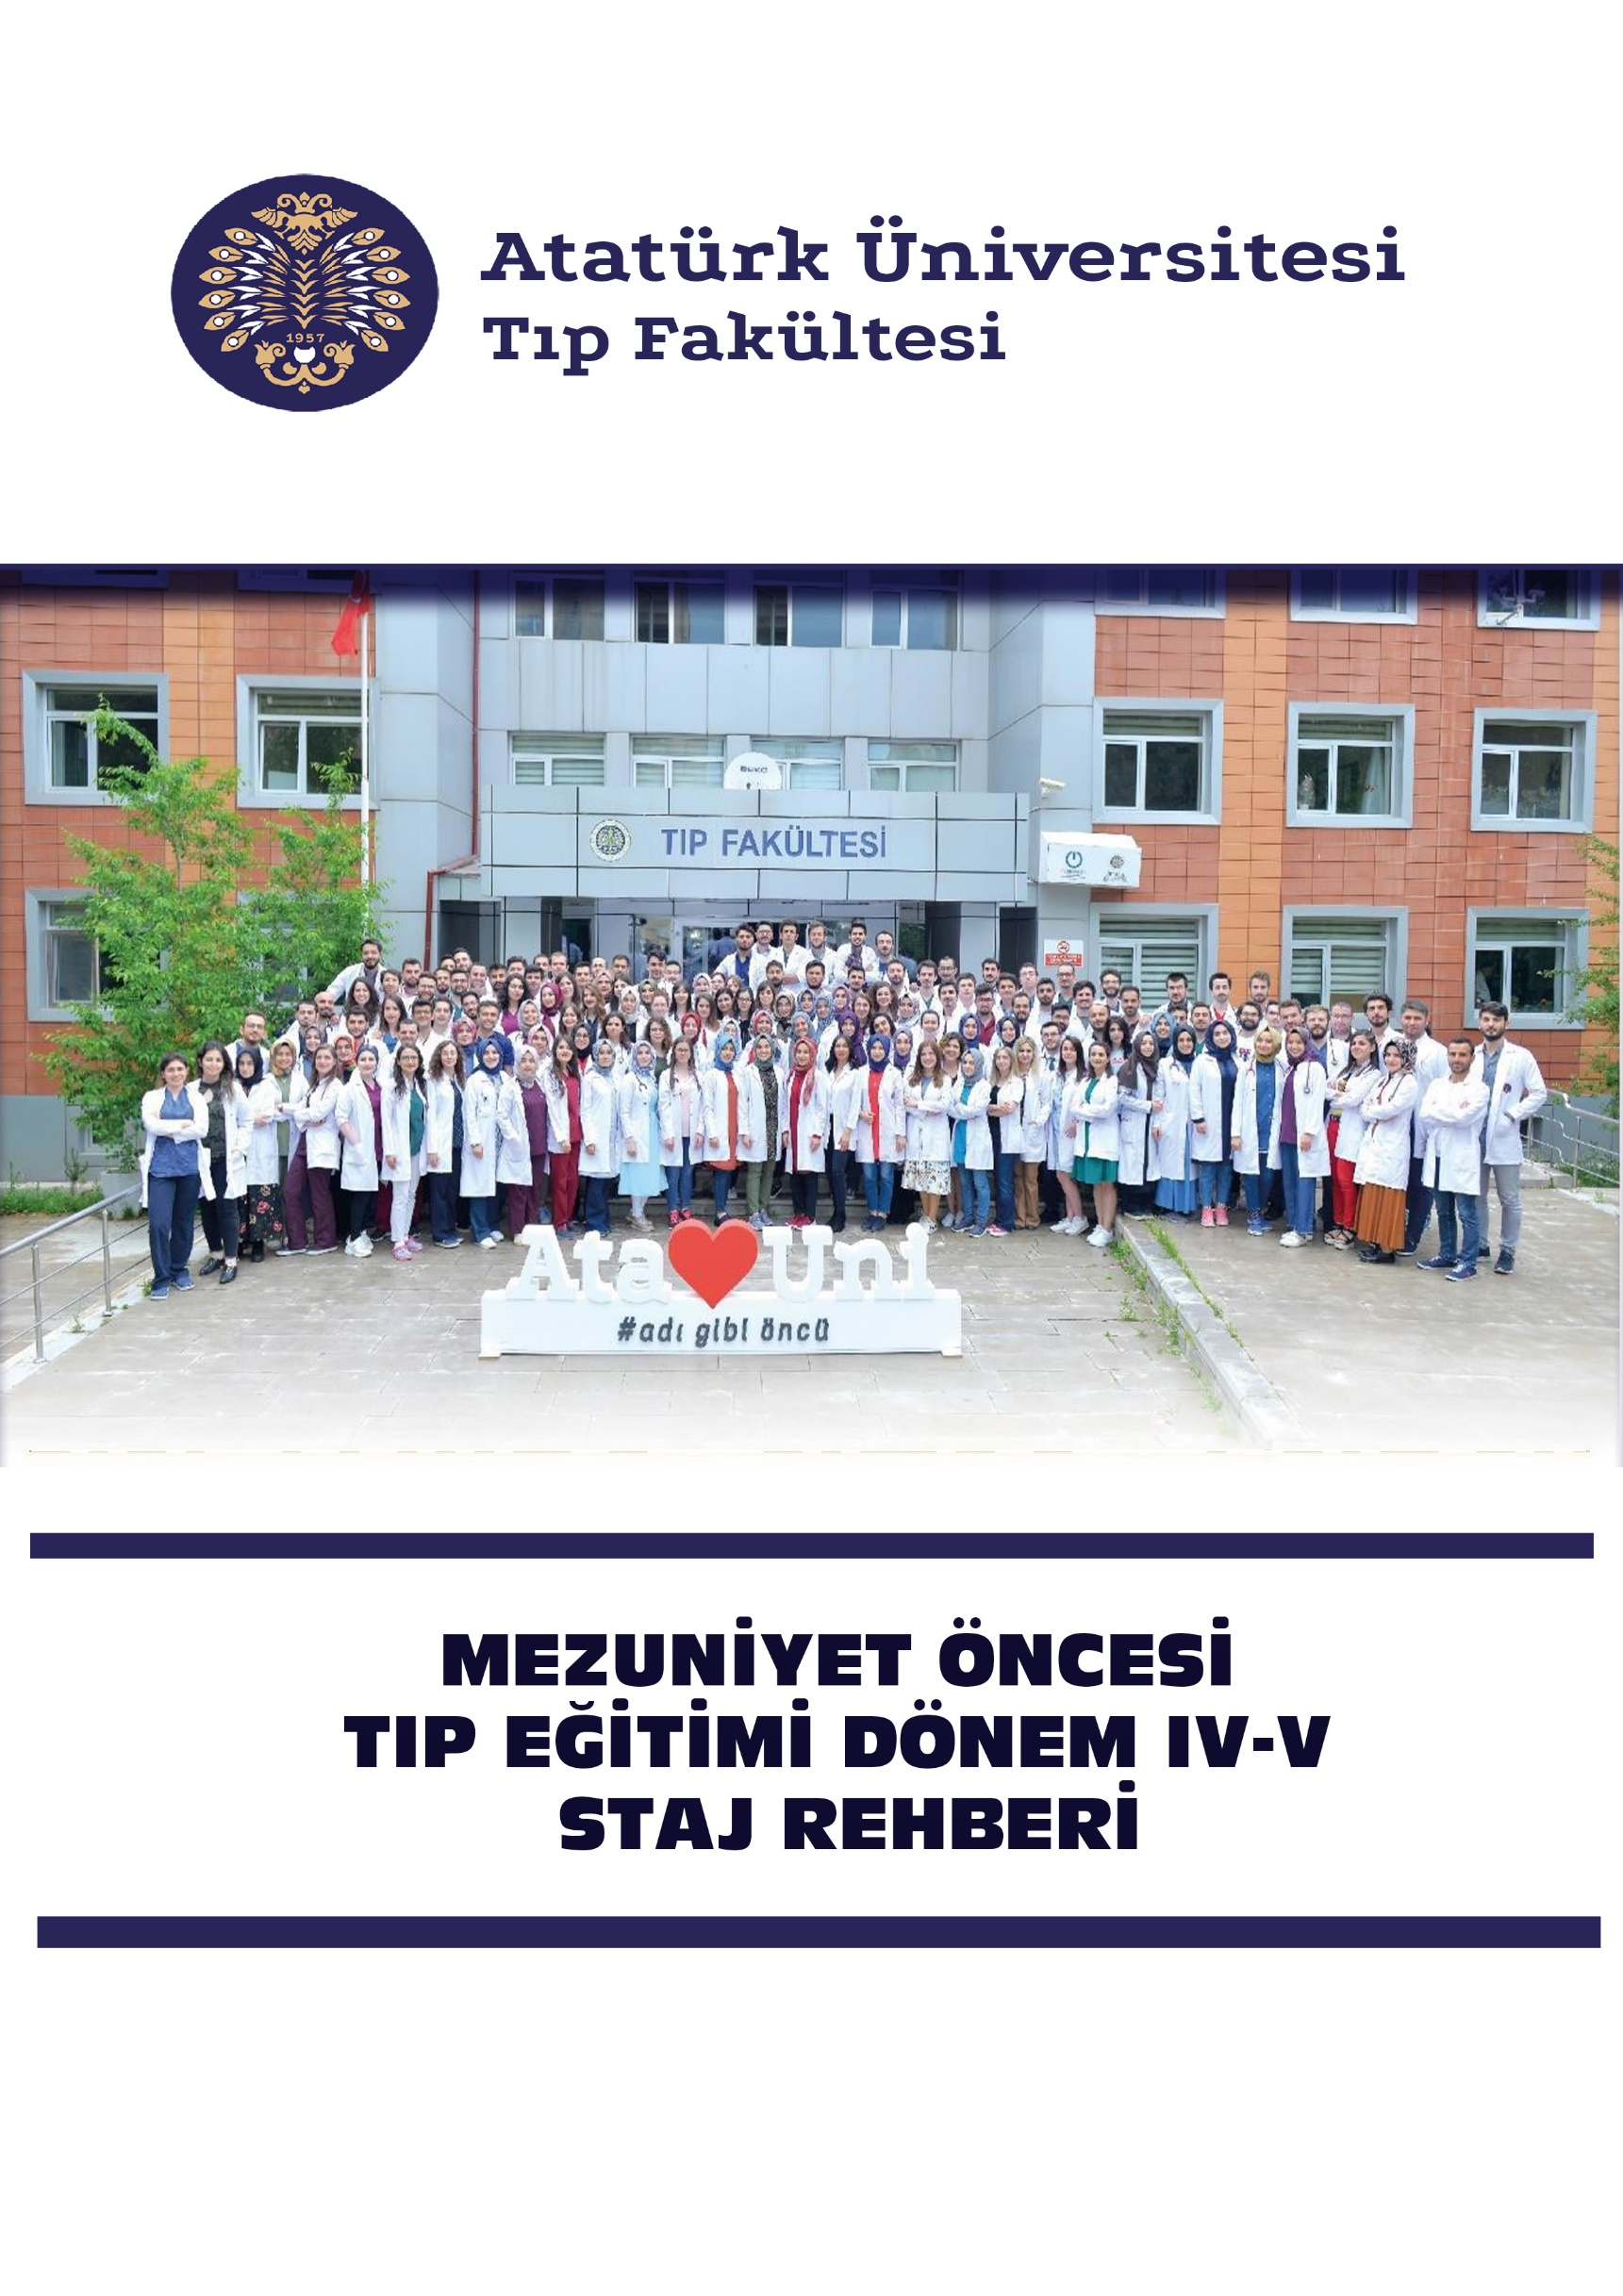 1957
Atatürk Üniversitesi
Tıp Fakültesi
TIP FAKÜLTESİ
Ata Uni
#adı gibi öncü
MEZUNİYET ÖNCESİ
TIP EĞİTİMİ DÖNEM IV-V
STAJ REHBERİ